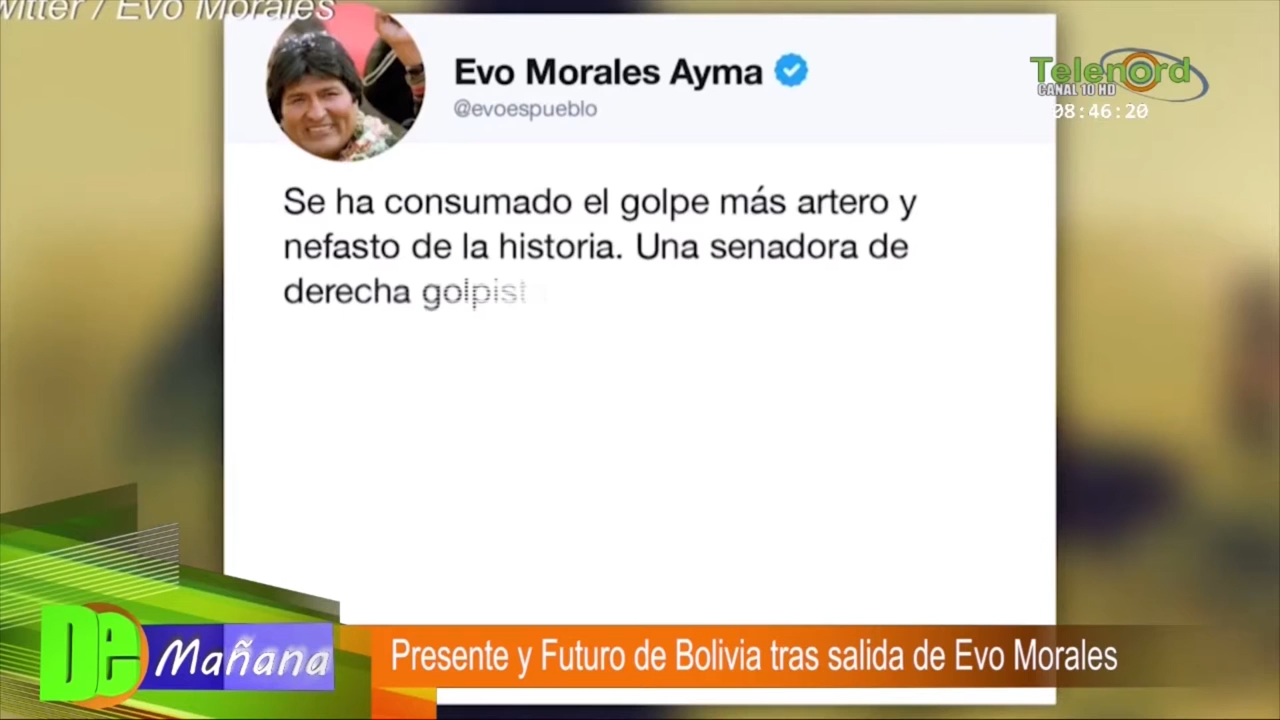 Twitter / Evo Morales
Evo Morales Ayma
@evoespueblo
Telenord
CANAL 10 HD
08:46:20
Se ha consumado el golpe más artero y
nefasto de la historia. Una senadora de
derecha golpist
De Mañana
Presente y Futuro de Bolivia tras salida de Evo Morales